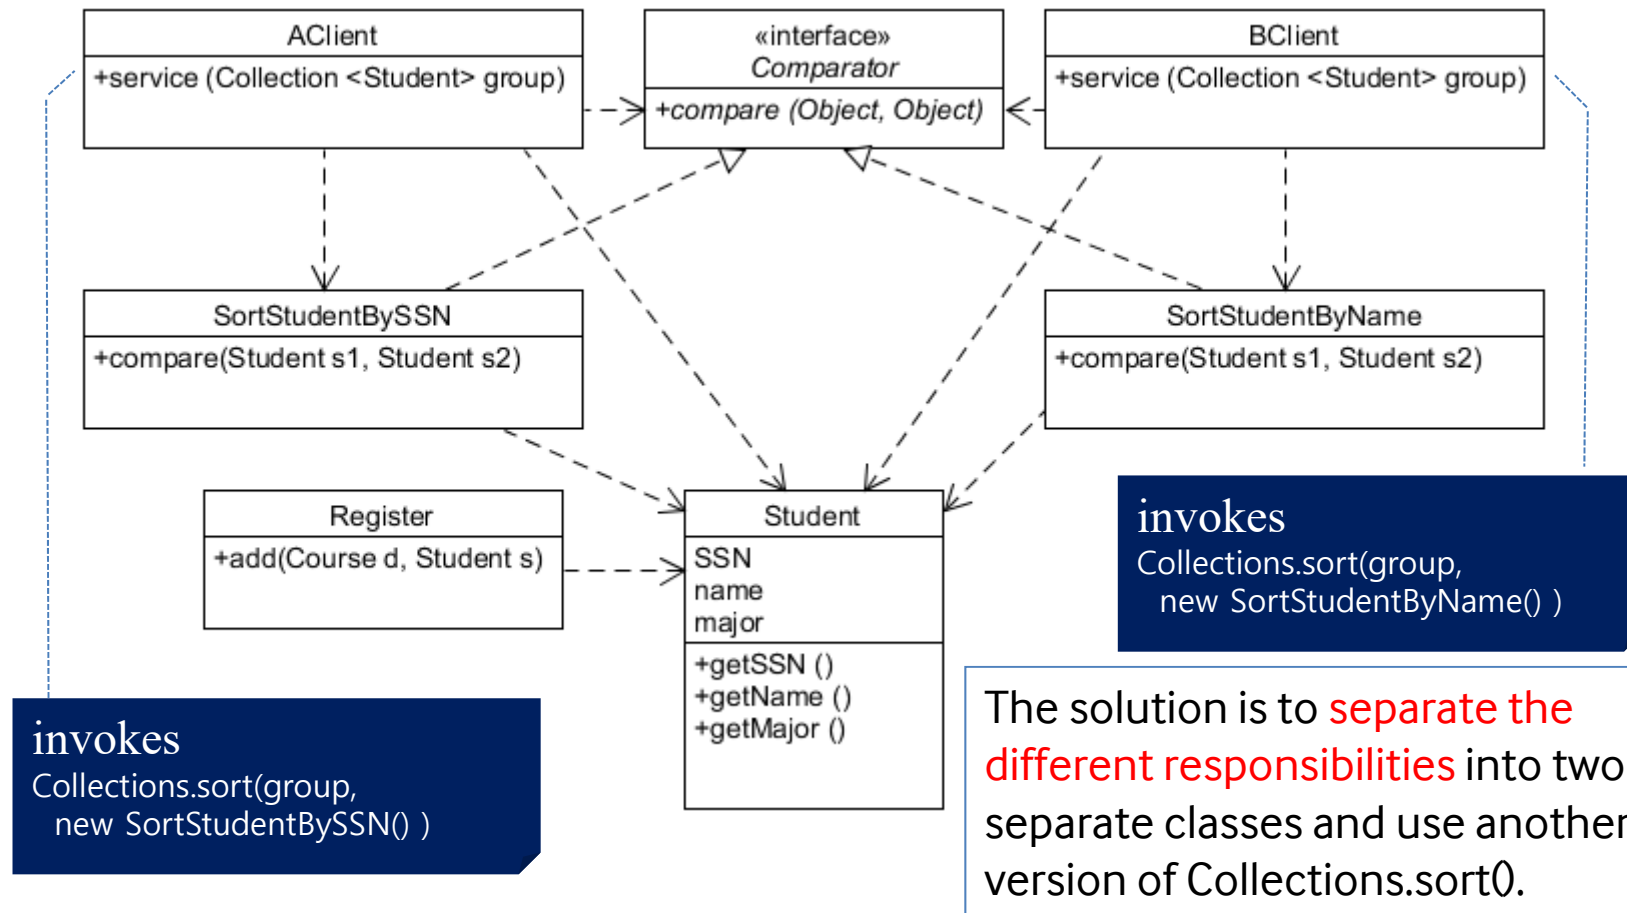 AClient
+service (Collection <Student> group)
«interface»
Comparator
+compare (Object, Object)
BClient
+service (Collection <Student> group)
SortStudentBySSN
+compare(Student s1, Student s2)
SortStudentByName
+compare(Student s1, Student s2)
Register
+add(Course d, Student s)
Student
SSN
name
major
+getSSN ()
+getName ()
+getMajor ()
invokes
Collections.sort(group,
new SortStudentByName() )
invokes
Collections.sort(group,
new SortStudentBySSN() )
The solution is to separate the
different responsibilities into two
separate classes and use another
version of Collections.sort().